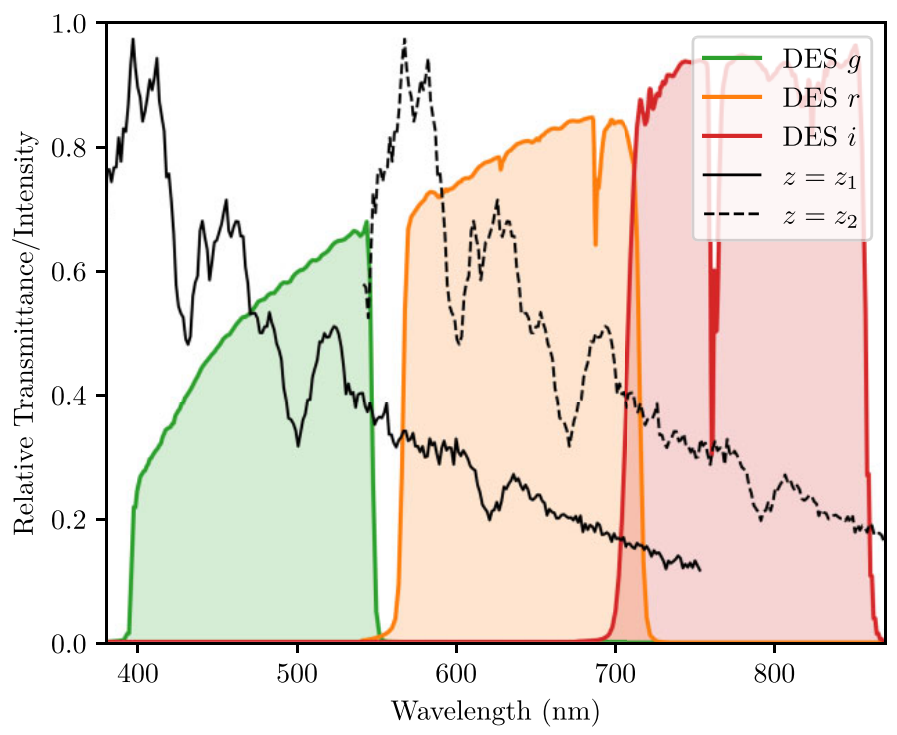 1.0
0.8
0.6
0.4
0.2
0.0
Relative Transmittance/Intensity
400 500 600 700 800
Wavelength (nm)
DES g
DES r
DES i
z = z₁
z = z₂